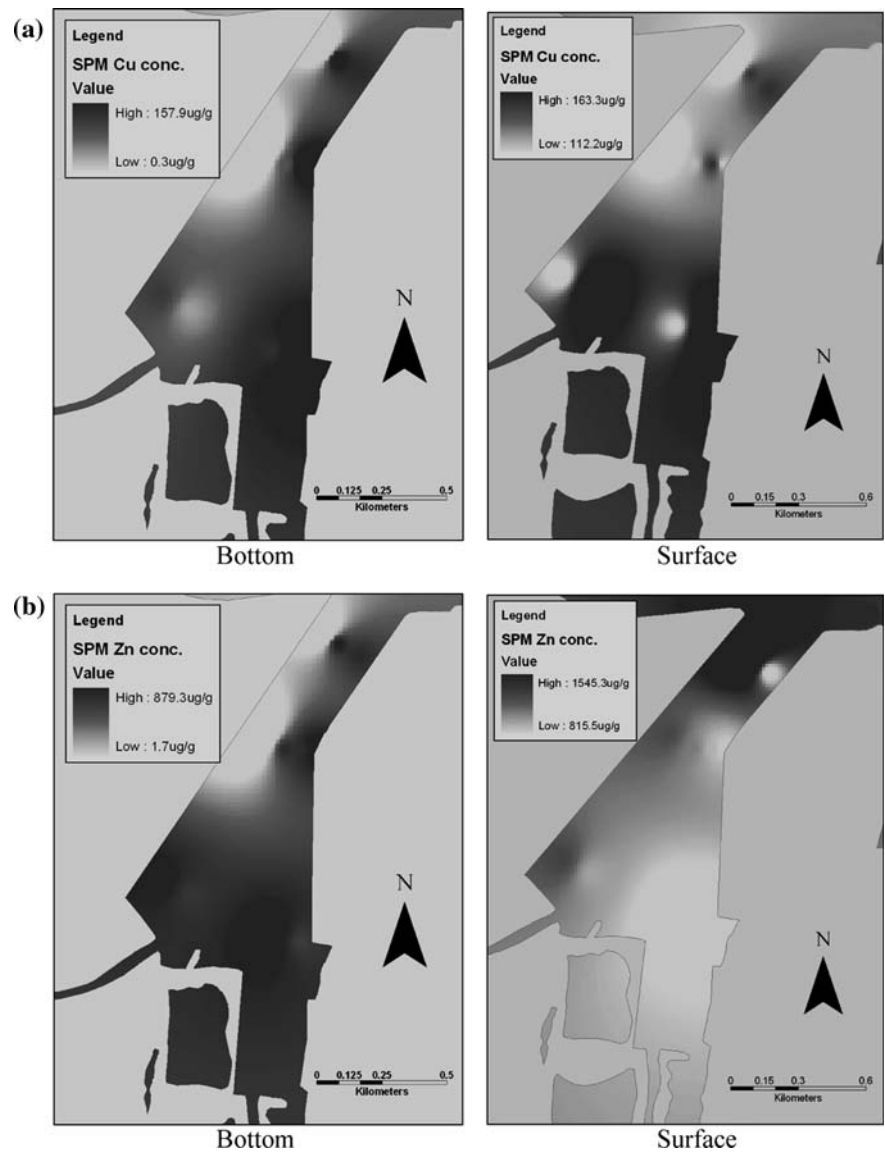 (a)
Legend
SPM Cu conc.
Value
High : 157.9ug/g
Low : 0.3ug/g
N
0 0.125 0.25 0.5
Kilometers
Bottom
Legend
SPM Cu conc.
Value
High : 163.3ug/g
Low : 112.2ug/g
N
0 0.15 0.3 0.6
Kilometers
Surface
(b)
Legend
SPM Zn conc.
Value
High : 879.3ug/g
Low : 1.7ug/g
N
0 0.125 0.25 0.5
Kilometers
Bottom
Legend
SPM Zn conc.
Value
High : 1545.3ug/g
Low : 815.5ug/g
N
0 0.15 0.3 0.6
Kilometers
Surface